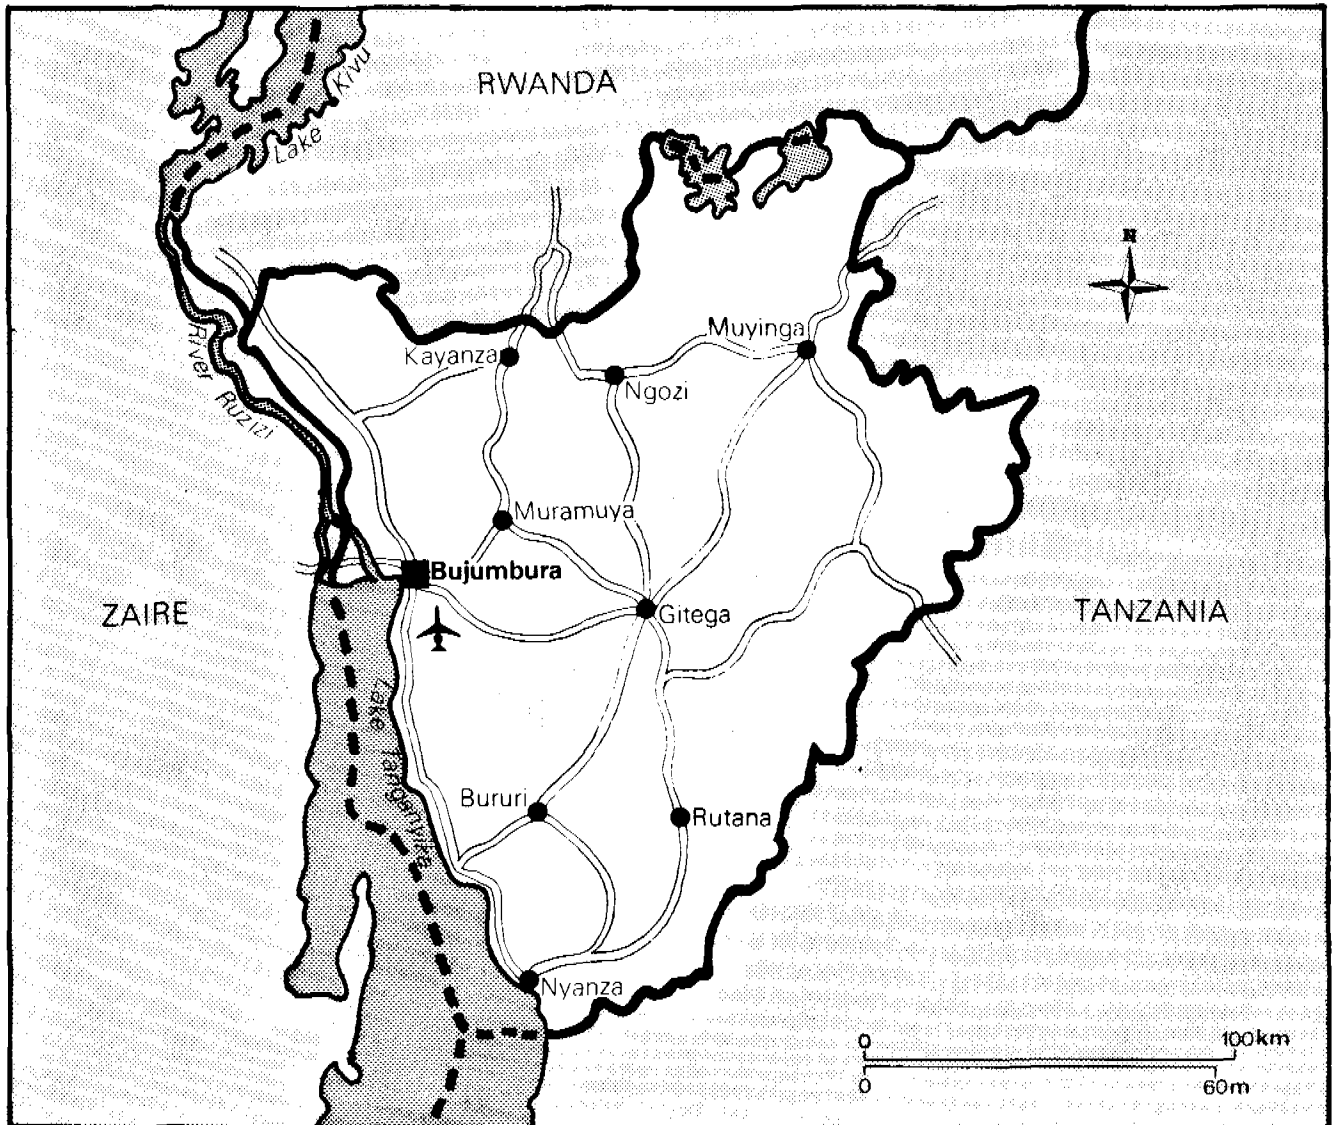 RWANDA
Lake Kivu
N
River Ruzizi
Kayanza
Muyinga
Ngozi
Muramuya
Bujumbura
ZAIRE
Gitega
TANZANIA
Lake Tanganyika
Bururi
Rutana
Nyanza
0 100km
0 60m